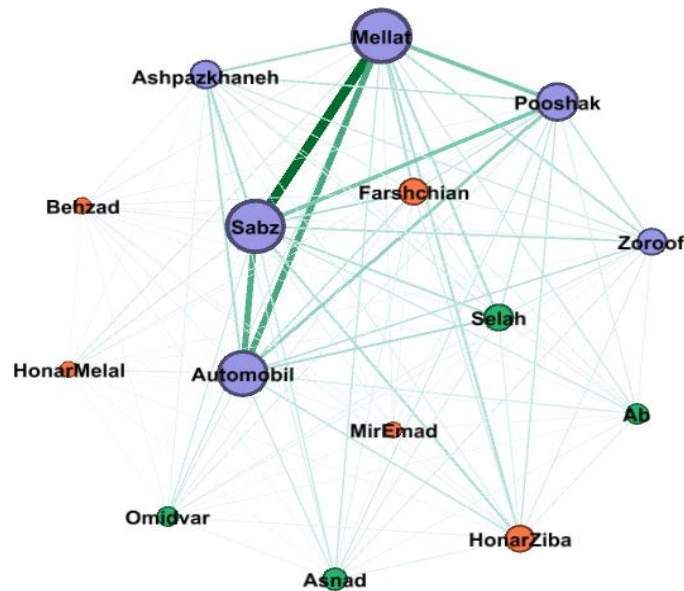 Mellat
Ashpazkhaneh
Pooshak
Behzad
Farshchian
Sabz
Zoroof
Selah
HonarMelal
Automobil
Ab
MirEmad
Omidvar
HonarZiba
Asnad